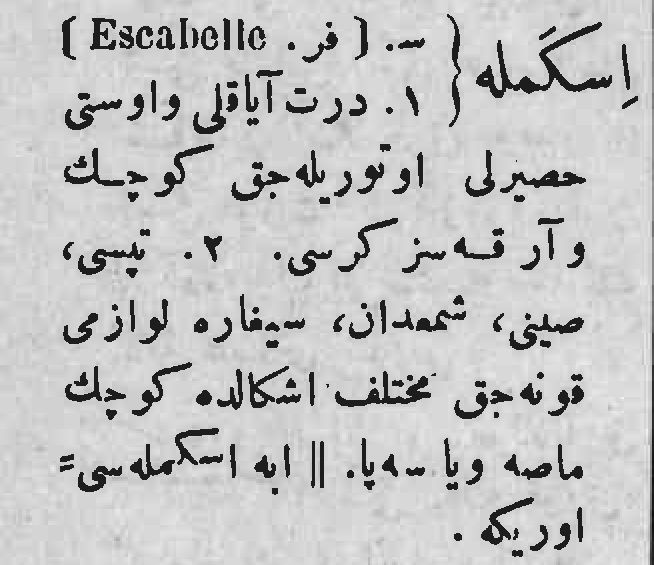 اِسكَمله { س. [ فر. Escabelle ]
١. درت آياقلى واوستى
حصيرلى اوتوريله‌جق كوچك
وآرقه‌سز كرسى. ٢. تپسى،
صينى، شمعدان، سيغاره لوازمى
قونه‌جق مختلف اشكالده كوچك
ماصه ويا سه‌پا. || ابه اسكمله‌سى=
اوريكه.